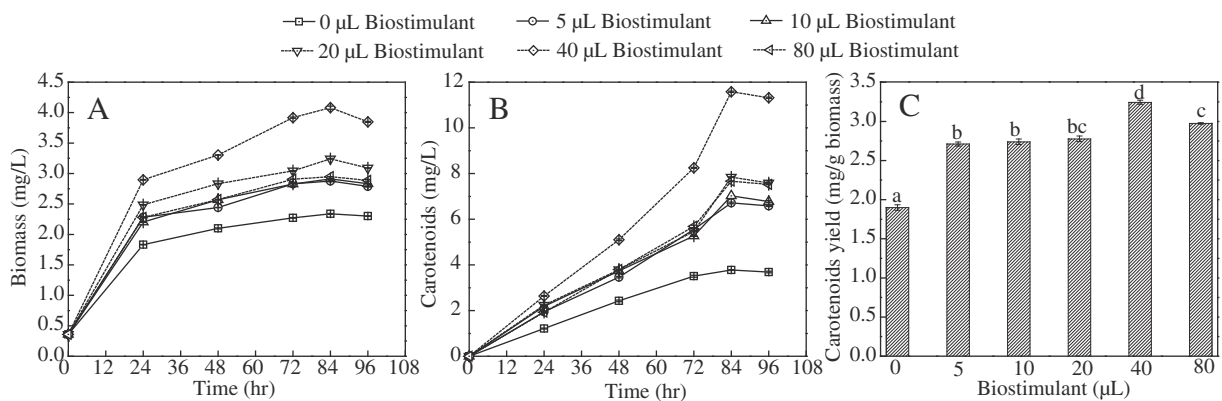 0 µL Biostimulant 5 µL Biostimulant 10 µL Biostimulant
20 µL Biostimulant 40 µL Biostimulant 80 µL Biostimulant
A
Biomass (mg/L)
4.5
4.0
3.5
3.0
2.5
2.0
1.5
1.0
0.5
0.0
0 12 24 36 48 60 72 84 96 108
Time (hr)
B
Carotenoids (mg/L)
12
10
8
6
4
2
0
0 12 24 36 48 60 72 84 96 108
Time (hr)
C
Carotenoids yield (mg/g biomass)
3.5
3.0
2.5
2.0
1.5
1.0
0.5
0.0
a b b bc d c
0 5 10 20 40 80
Biostimulant (µL)